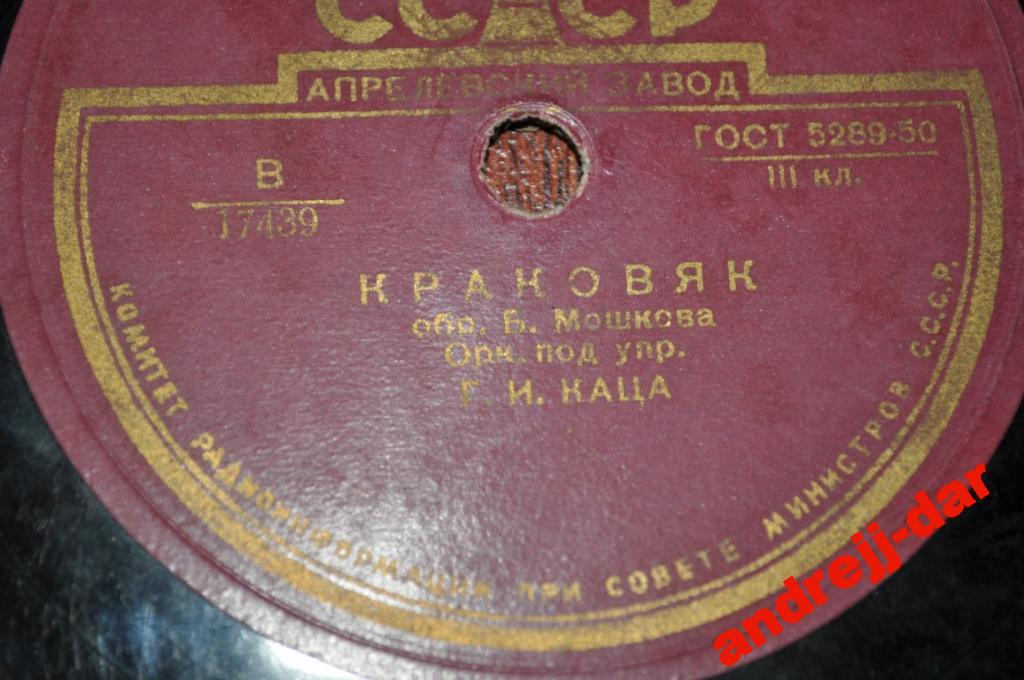 СССР
АПРЕЛЕВСКИЙ ЗАВОД
ГОСТ 5289-50
III кл.
В
17439
КРАКОВЯК
обр. Б. Мошкова
Орк. под упр.
Г. И. КАЦА
КОМИТЕТ РАДИОИНФОРМАЦИИ ПРИ СОВЕТЕ МИНИСТРОВ С.С.С.Р.
andrejj-dar